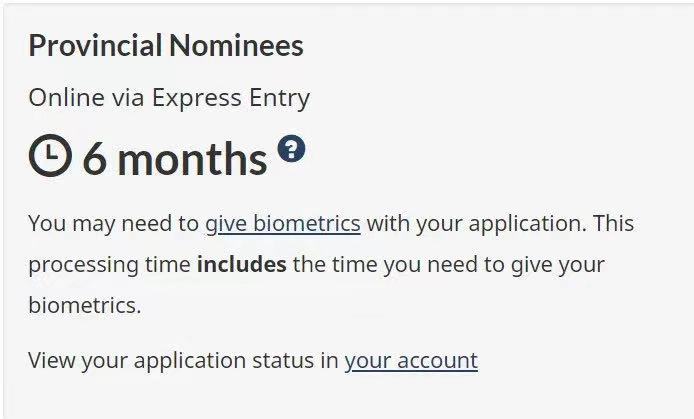 Provincial Nominees
Online via Express Entry
6 months ?
You may need to give biometrics with your application. This
processing time includes the time you need to give your
biometrics.
View your application status in your account